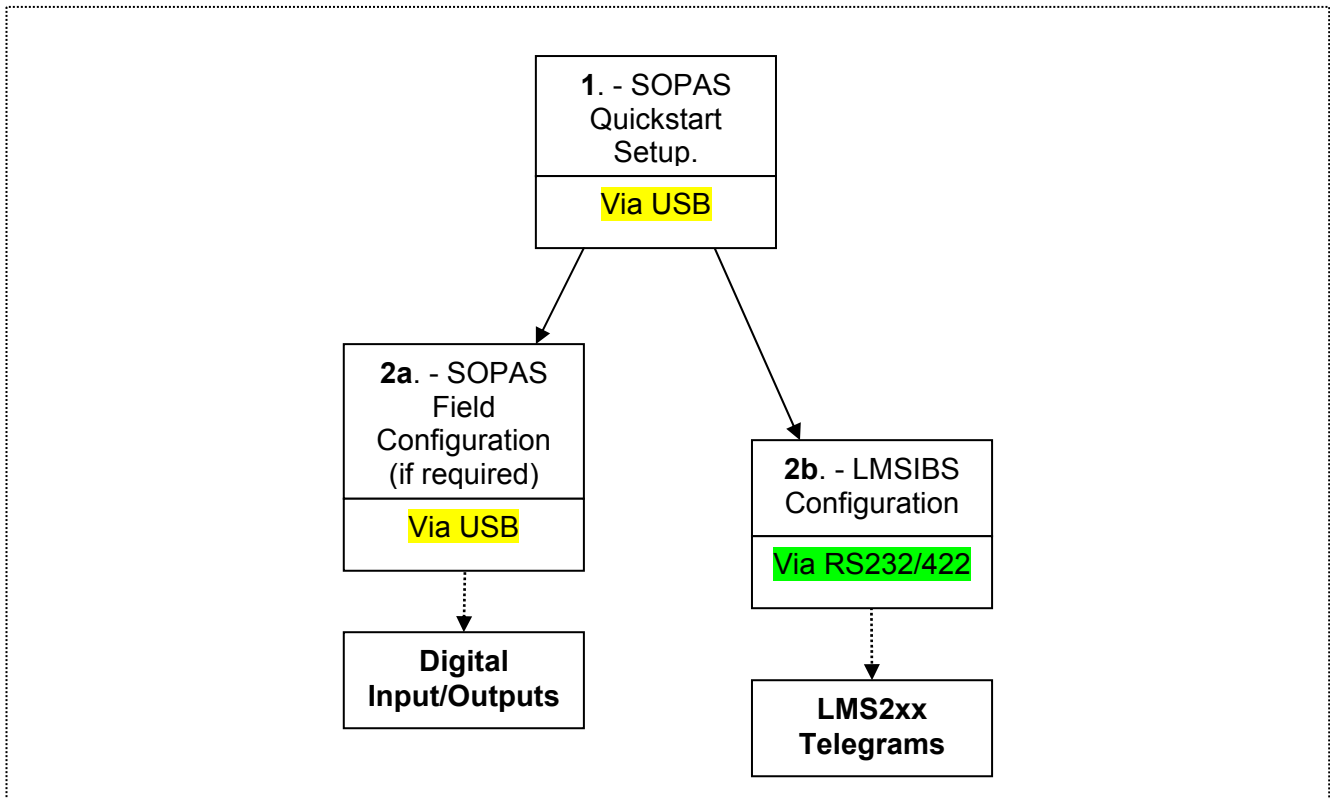 1. - SOPAS
Quickstart
Setup.
Via USB
2a. - SOPAS
Field
Configuration
(if required)
Via USB
2b. - LMSIBS
Configuration
Via RS232/422
Digital
Input/Outputs
LMS2xx
Telegrams